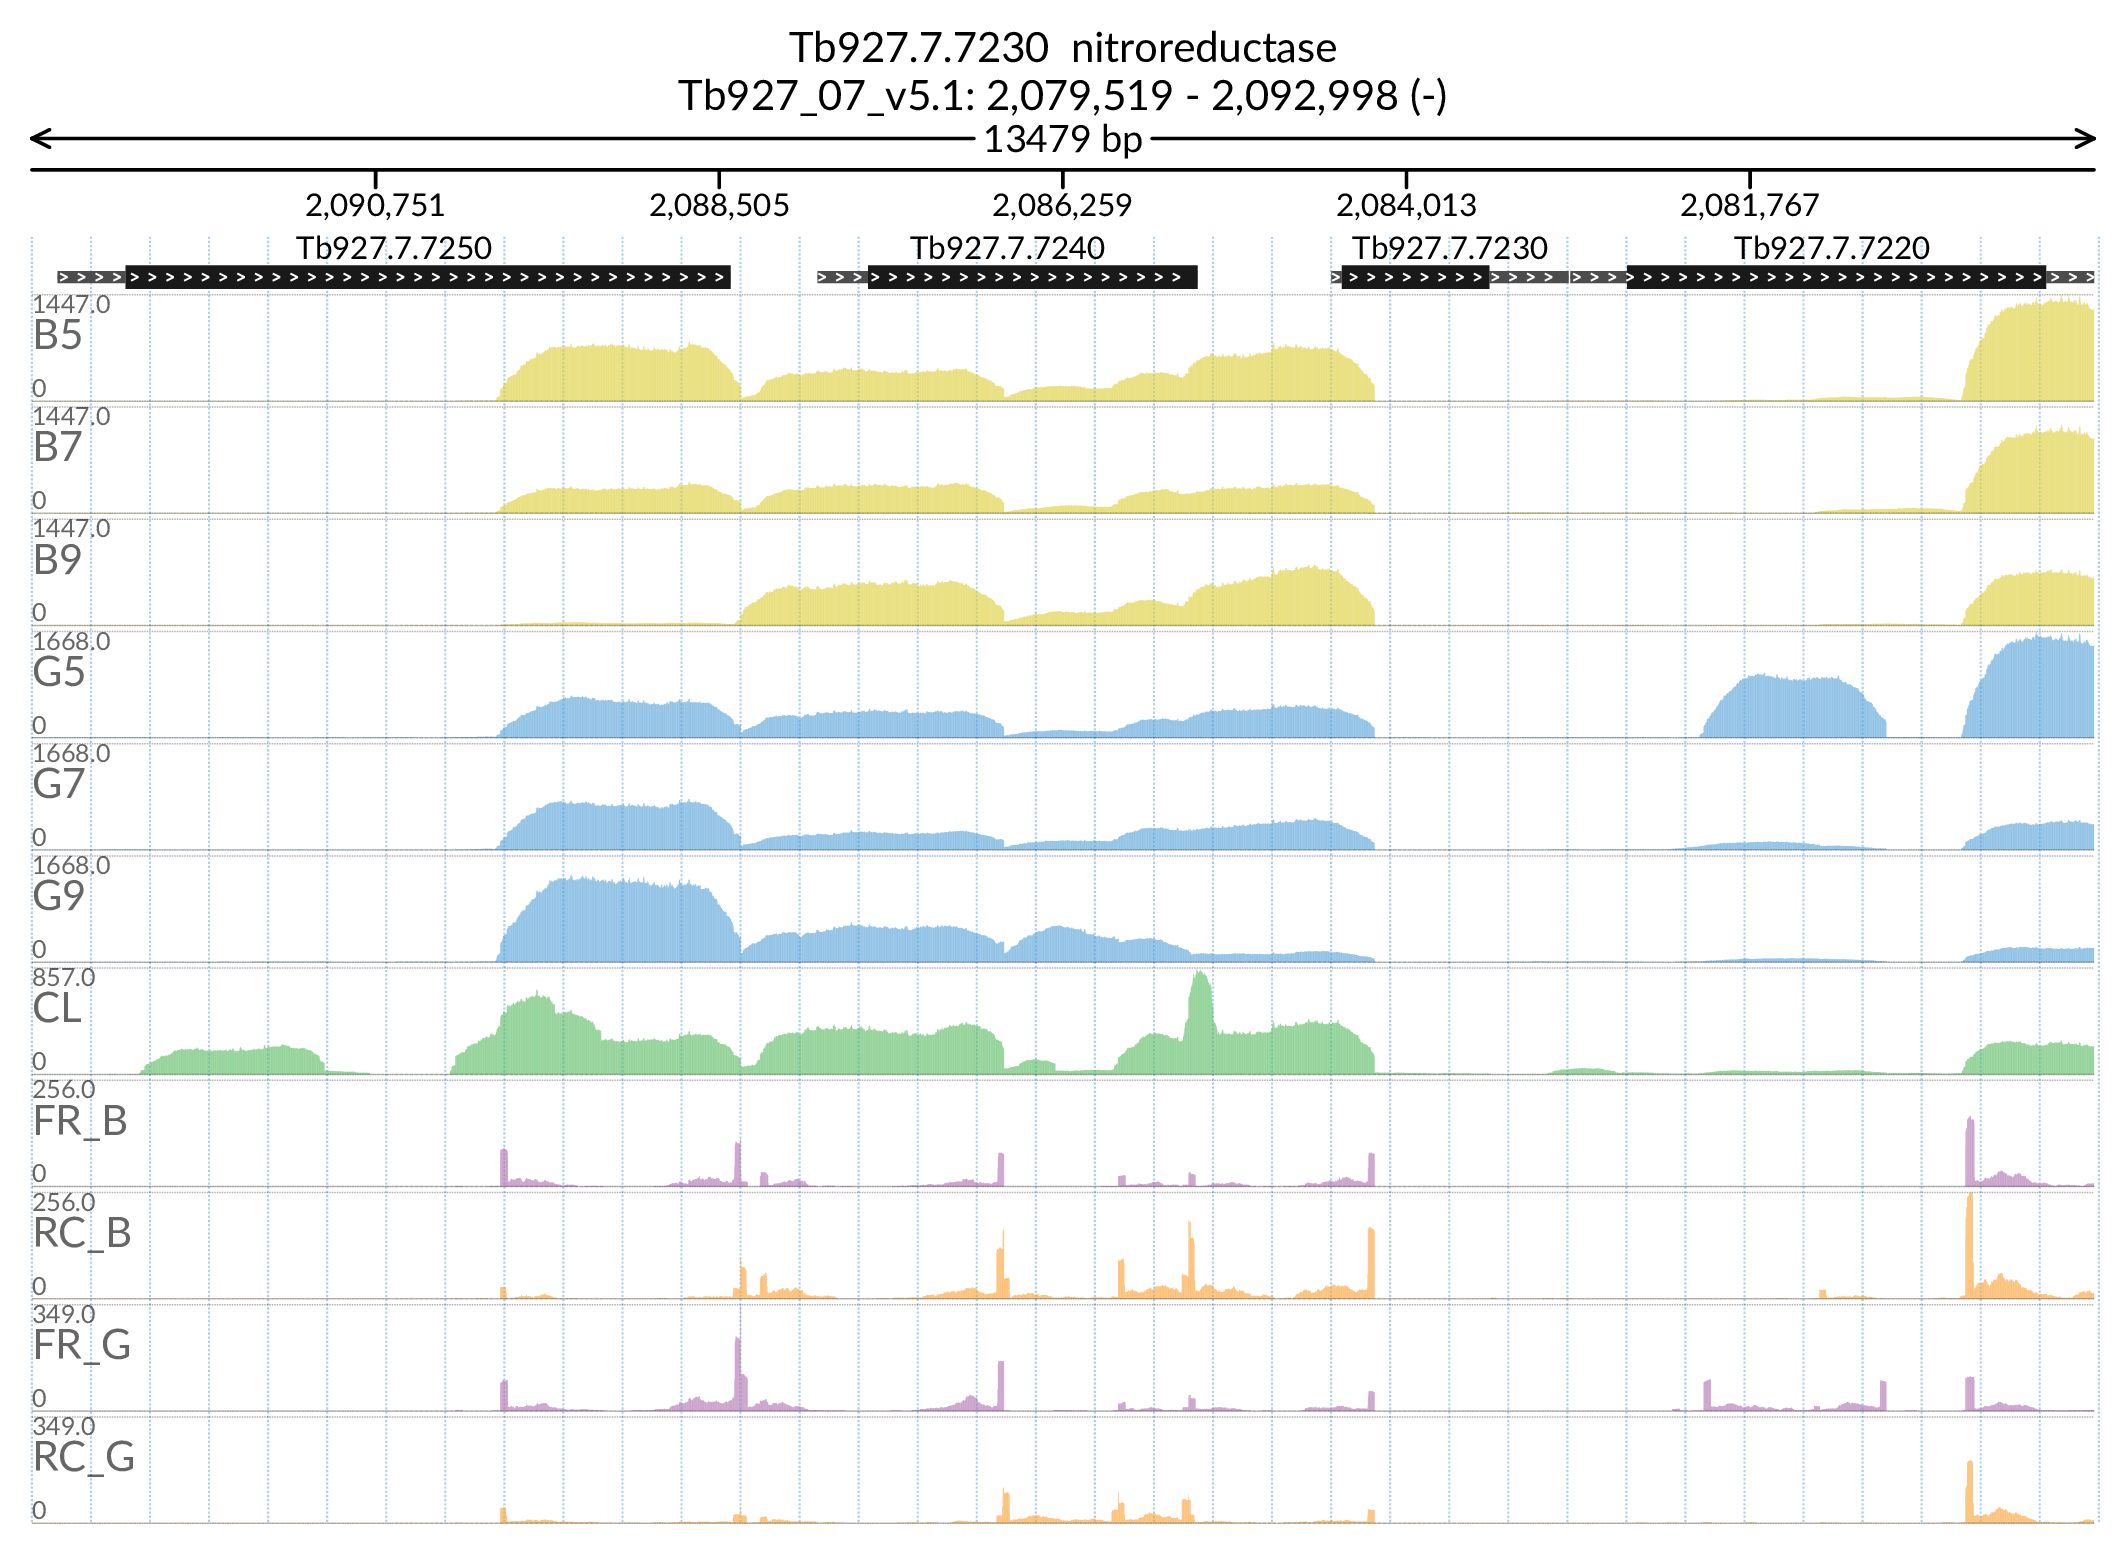 Tb927.7.7230 nitroreductase
Tb927_07_v5.1: 2,079,519 - 2,092,998 (-)
13479 bp
2,090,751 2,088,505 2,086,259 2,084,013 2,081,767
Tb927.7.7250 Tb927.7.7240 Tb927.7.7230 Tb927.7.7220
1447.0
B5
0
1447.0
B7
0
1447.0
B9
0
1668.0
G5
0
1668.0
G7
0
1668.0
G9
0
857.0
CL
0
256.0
FR_B
0
256.0
RC_B
0
349.0
FR_G
0
349.0
RC_G
0